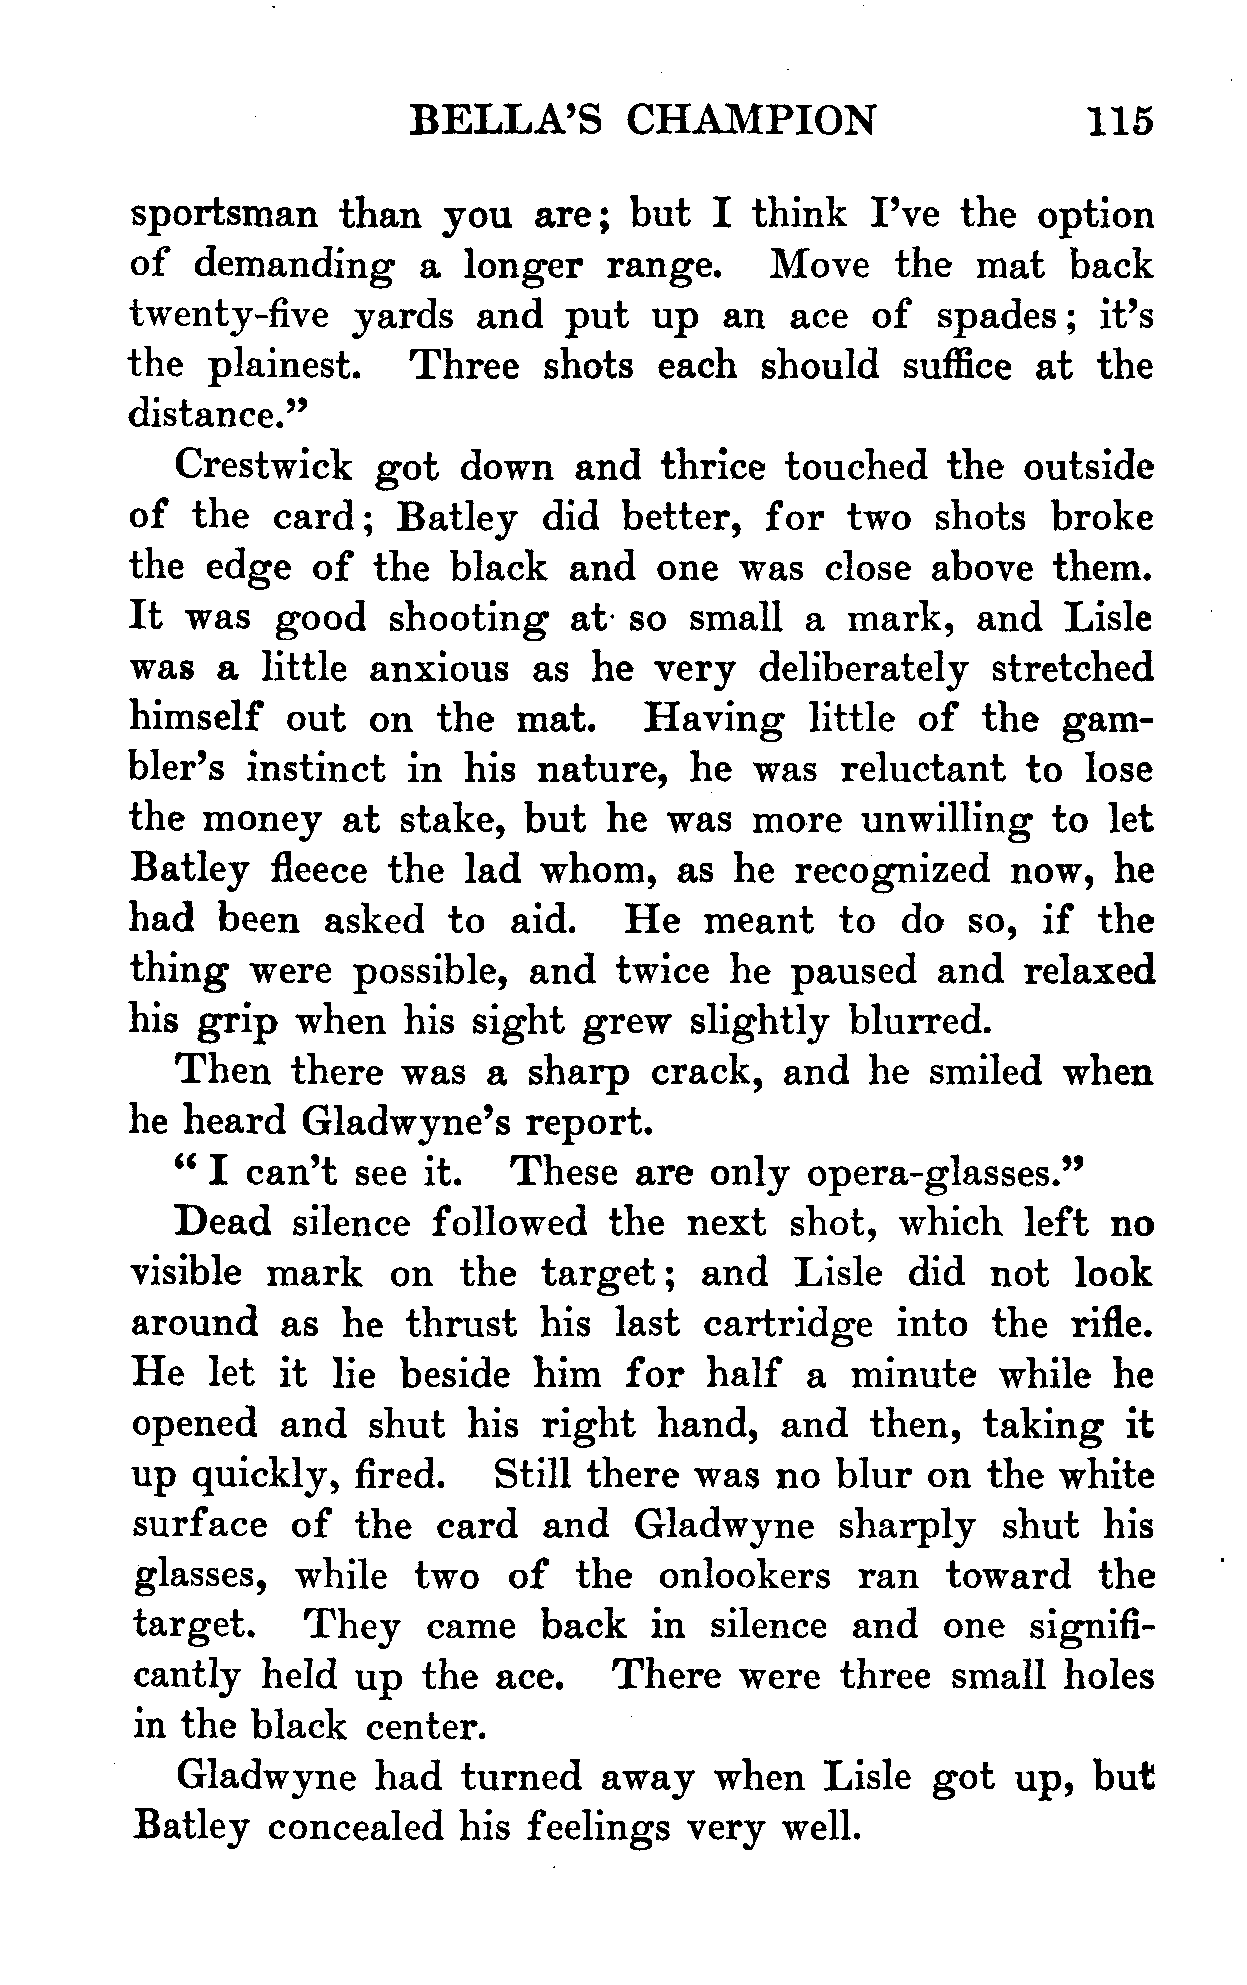 BELLA'S CHAMPION 115
sportsman than you are; but I think I've the option
of demanding a longer range. Move the mat back
twenty-five yards and put up an ace of spades; it's
the plainest. Three shots each should suffice at the
distance."
Crestwick got down and thrice touched the outside
of the card; Batley did better, for two shots broke
the edge of the black and one was close above them.
It was good shooting at so small a mark, and Lisle
was a little anxious as he very deliberately stretched
himself out on the mat. Having little of the gam-
bler's instinct in his nature, he was reluctant to lose
the money at stake, but he was more unwilling to let
Batley fleece the lad whom, as he recognized now, he
had been asked to aid. He meant to do so, if the
thing were possible, and twice he paused and relaxed
his grip when his sight grew slightly blurred.
Then there was a sharp crack, and he smiled when
he heard Gladwyne's report.
"I can't see it. These are only opera-glasses."
Dead silence followed the next shot, which left no
visible mark on the target; and Lisle did not look
around as he thrust his last cartridge into the rifle.
He let it lie beside him for half a minute while he
opened and shut his right hand, and then, taking it
up quickly, fired. Still there was no blur on the white
surface of the card and Gladwyne sharply shut his
glasses, while two of the onlookers ran toward the
target. They came back in silence and one signifi-
cantly held up the ace. There were three small holes
in the black center.
Gladwyne had turned away when Lisle got up, but
Batley concealed his feelings very well.